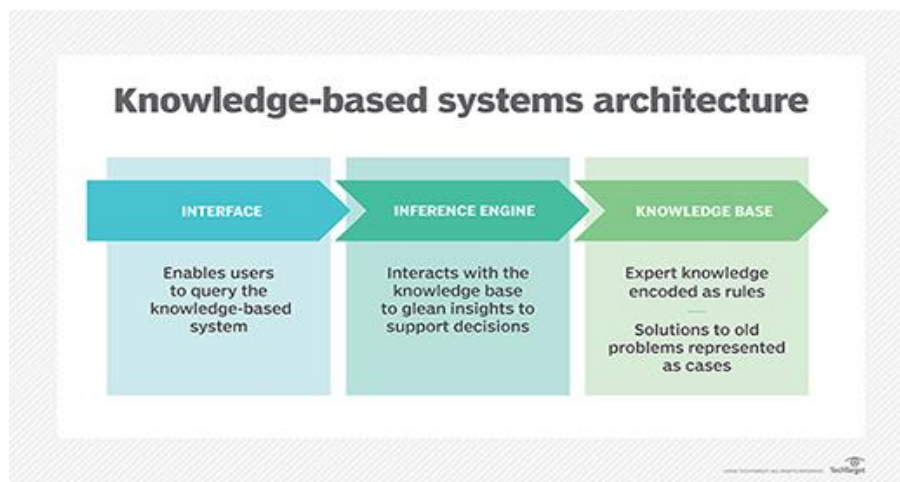 Knowledge-based systems architecture
INTERFACE
Enables users
to query the
knowledge-based
system
INFERENCE ENGINE
Interacts with the
knowledge base
to glean insights to
support decisions
KNOWLEDGE BASE
Expert knowledge
encoded as rules
Solutions to old
problems represented
as cases
TechTarget